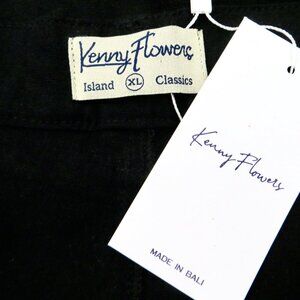 Kenny Flowers
Island XL Classics
Kenny
Flowers
MADE IN BALI